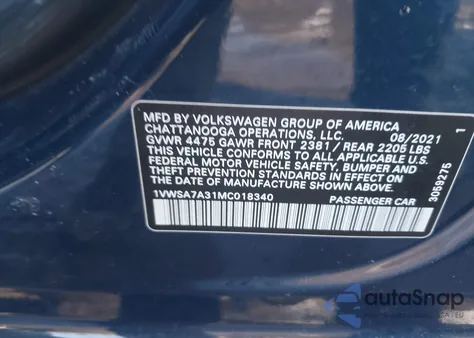 MFD BY VOLKSWAGEN GROUP OF AMERICA
CHATTANOOGA OPERATIONS, LLC. 08/2021 1
GVWR 4475 GAWR FRONT 2381 / REAR 2205 LBS
THIS VEHICLE CONFORMS TO ALL APPLICABLE U.S.
FEDERAL MOTOR VEHICLE SAFETY, BUMPER AND
THEFT PREVENTION STANDARDS IN EFFECT ON THE
DATE OF MANUFACTURE SHOWN ABOVE.
1VWSA7A31MC018340 PASSENGER CAR
3059275
autoSnap